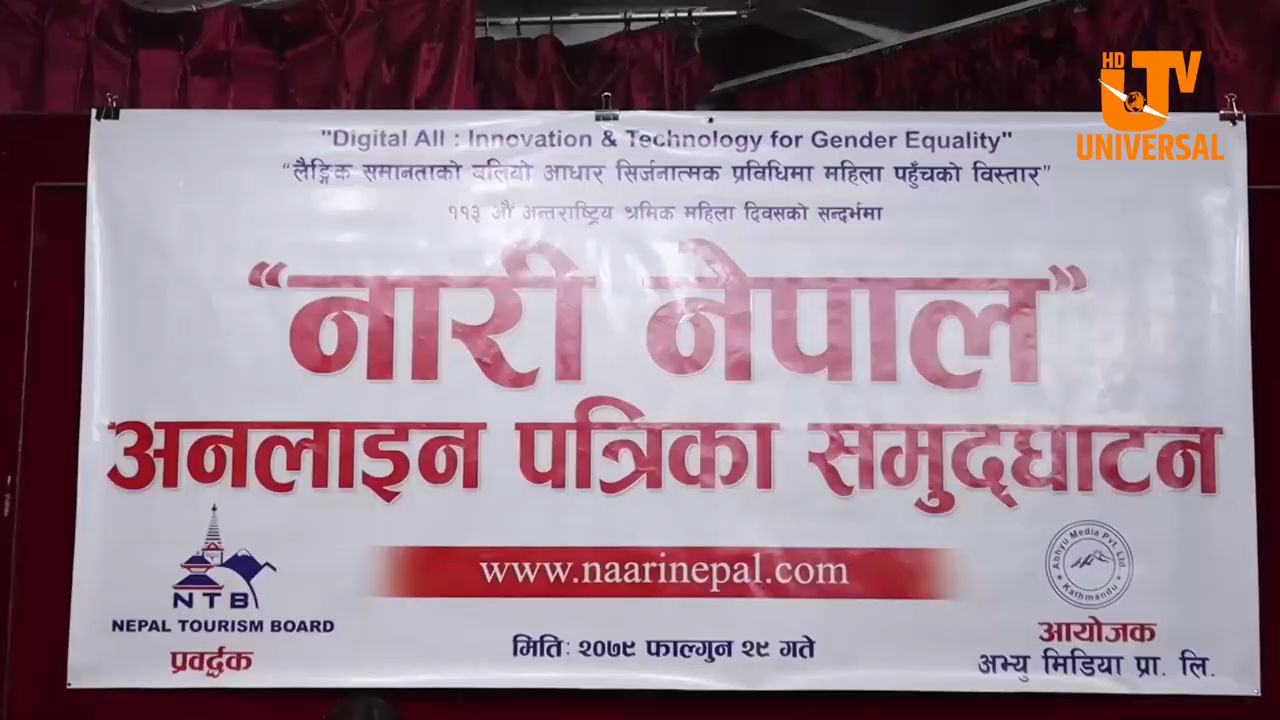 HD UTV
UNIVERSAL
"Digital All : Innovation & Technology for Gender Equality"
“लैङ्गिक समानताको बलियो आधार सिर्जनात्मक प्रविधिमा महिला पहुँचको विस्तार”
११३ औं अन्तराष्ट्रिय श्रमिक महिला दिवसको सन्दर्भमा
“नारी नेपाल”
अनलाइन पत्रिका समुद्घाटन
www.naarinepal.com
NTB
NEPAL TOURISM BOARD
प्रवर्द्धक
मिति: २०७९ फाल्गुन २९ गते
Abhyu Media Pvt. Ltd.
Kathmandu
आयोजक
अभ्यु मिडिया प्रा. लि.